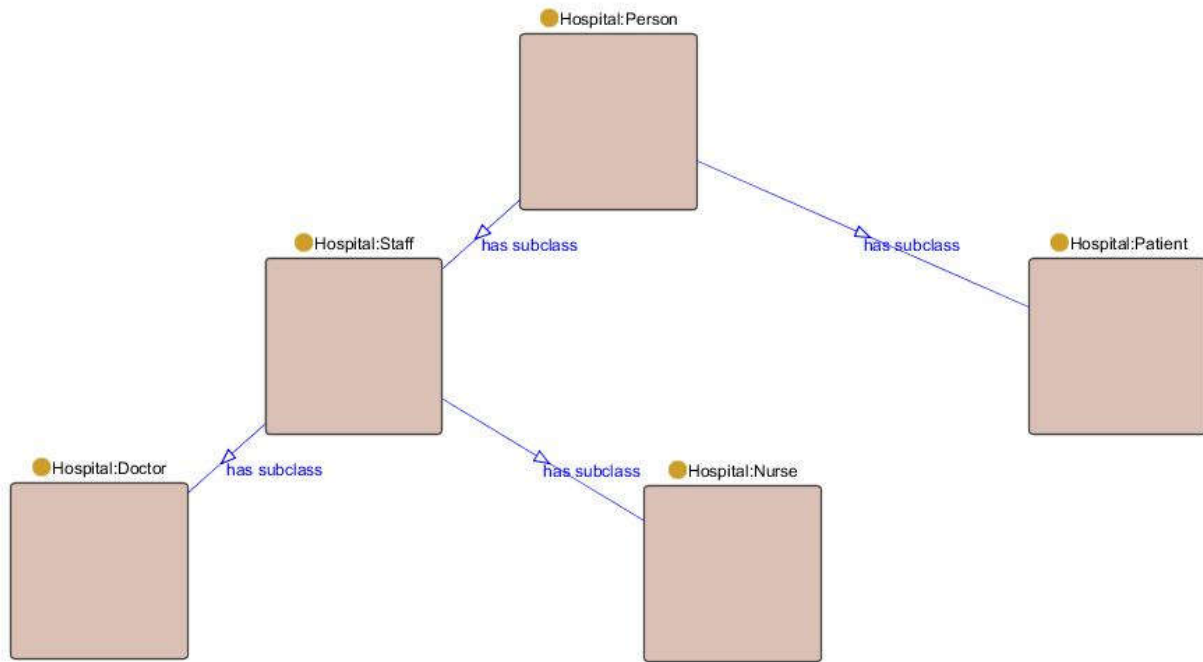 Hospital:Person
has subclass
has subclass
Hospital:Staff
Hospital:Patient
has subclass
has subclass
Hospital:Doctor
Hospital:Nurse